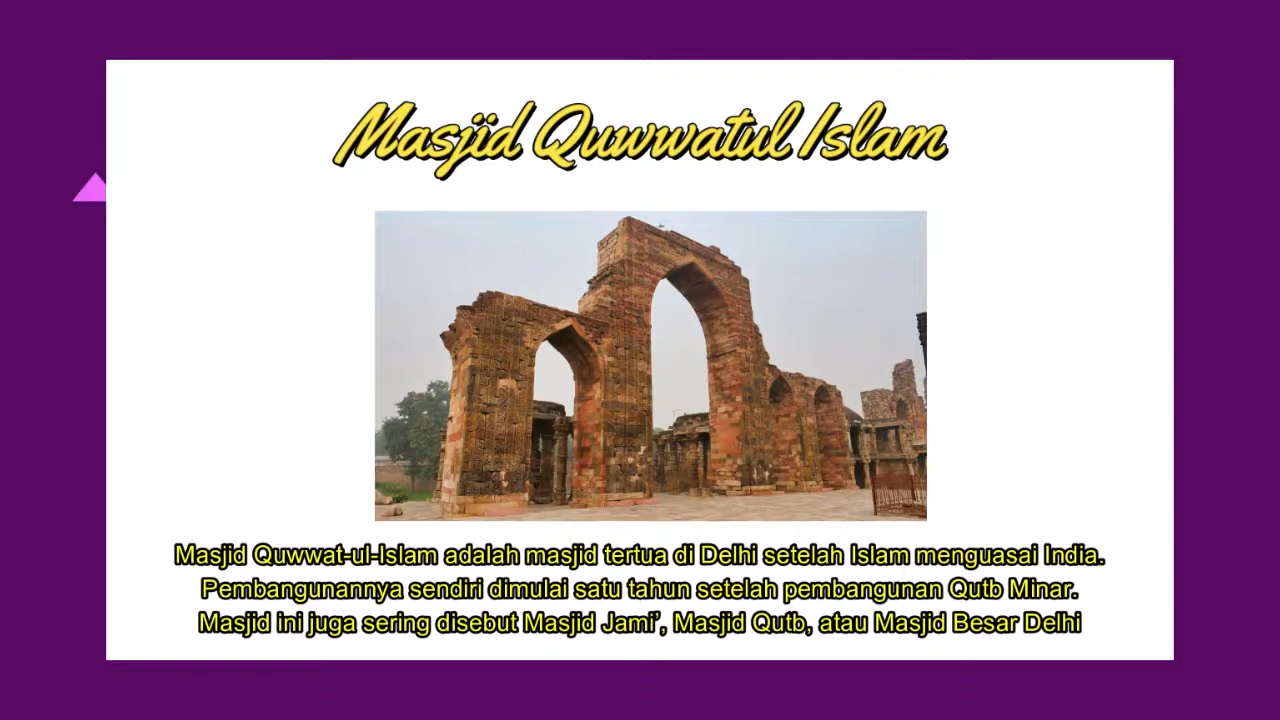 Masjid Quwwatul Islam
Masjid Quwwat-ul-Islam adalah masjid tertua di Delhi setelah Islam menguasai India.
Pembangunannya sendiri dimulai satu tahun setelah pembangunan Qutb Minar.
Masjid ini juga sering disebut Masjid Jami', Masjid Qutb, atau Masjid Besar Delhi